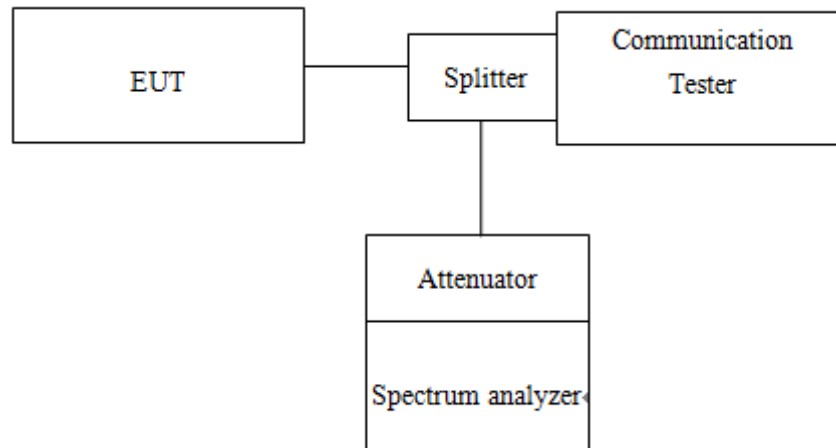 EUT
Splitter
Communication
Tester
Attenuator
Spectrum analyzer